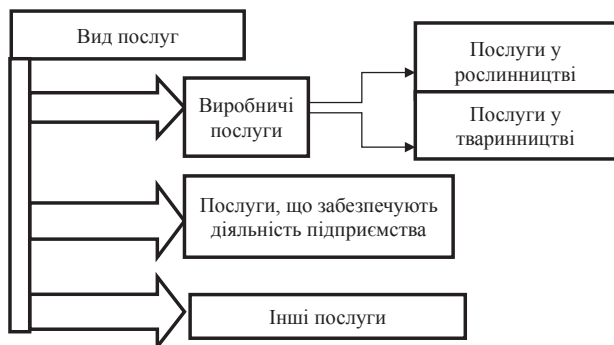 Вид послуг
Виробничі
послуги
Послуги у
рослинництві
Послуги у
тваринництві
Послуги, що забезпечують
діяльність підприємства
Інші послуги